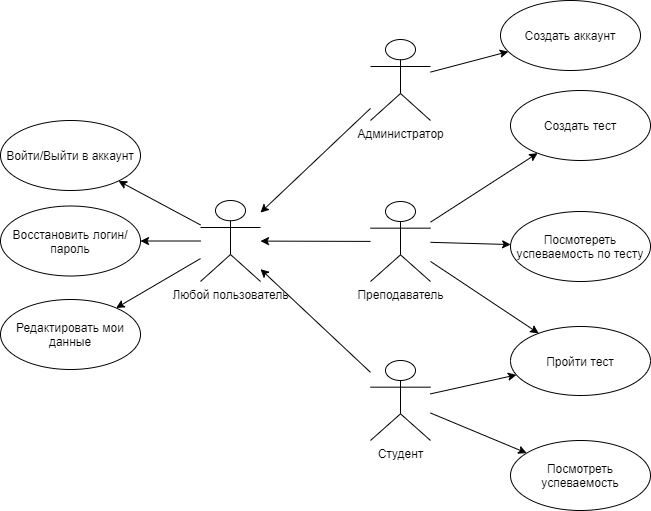 Создать аккаунт
Администратор
Создать тест
Войти/Выйти в аккаунт
Восстановить логин/
пароль
Посмотереть
успеваемость по тесту
Любой пользователь
Преподаватель
Редактировать мои
данные
Пройти тест
Студент
Посмотреть
успеваемость